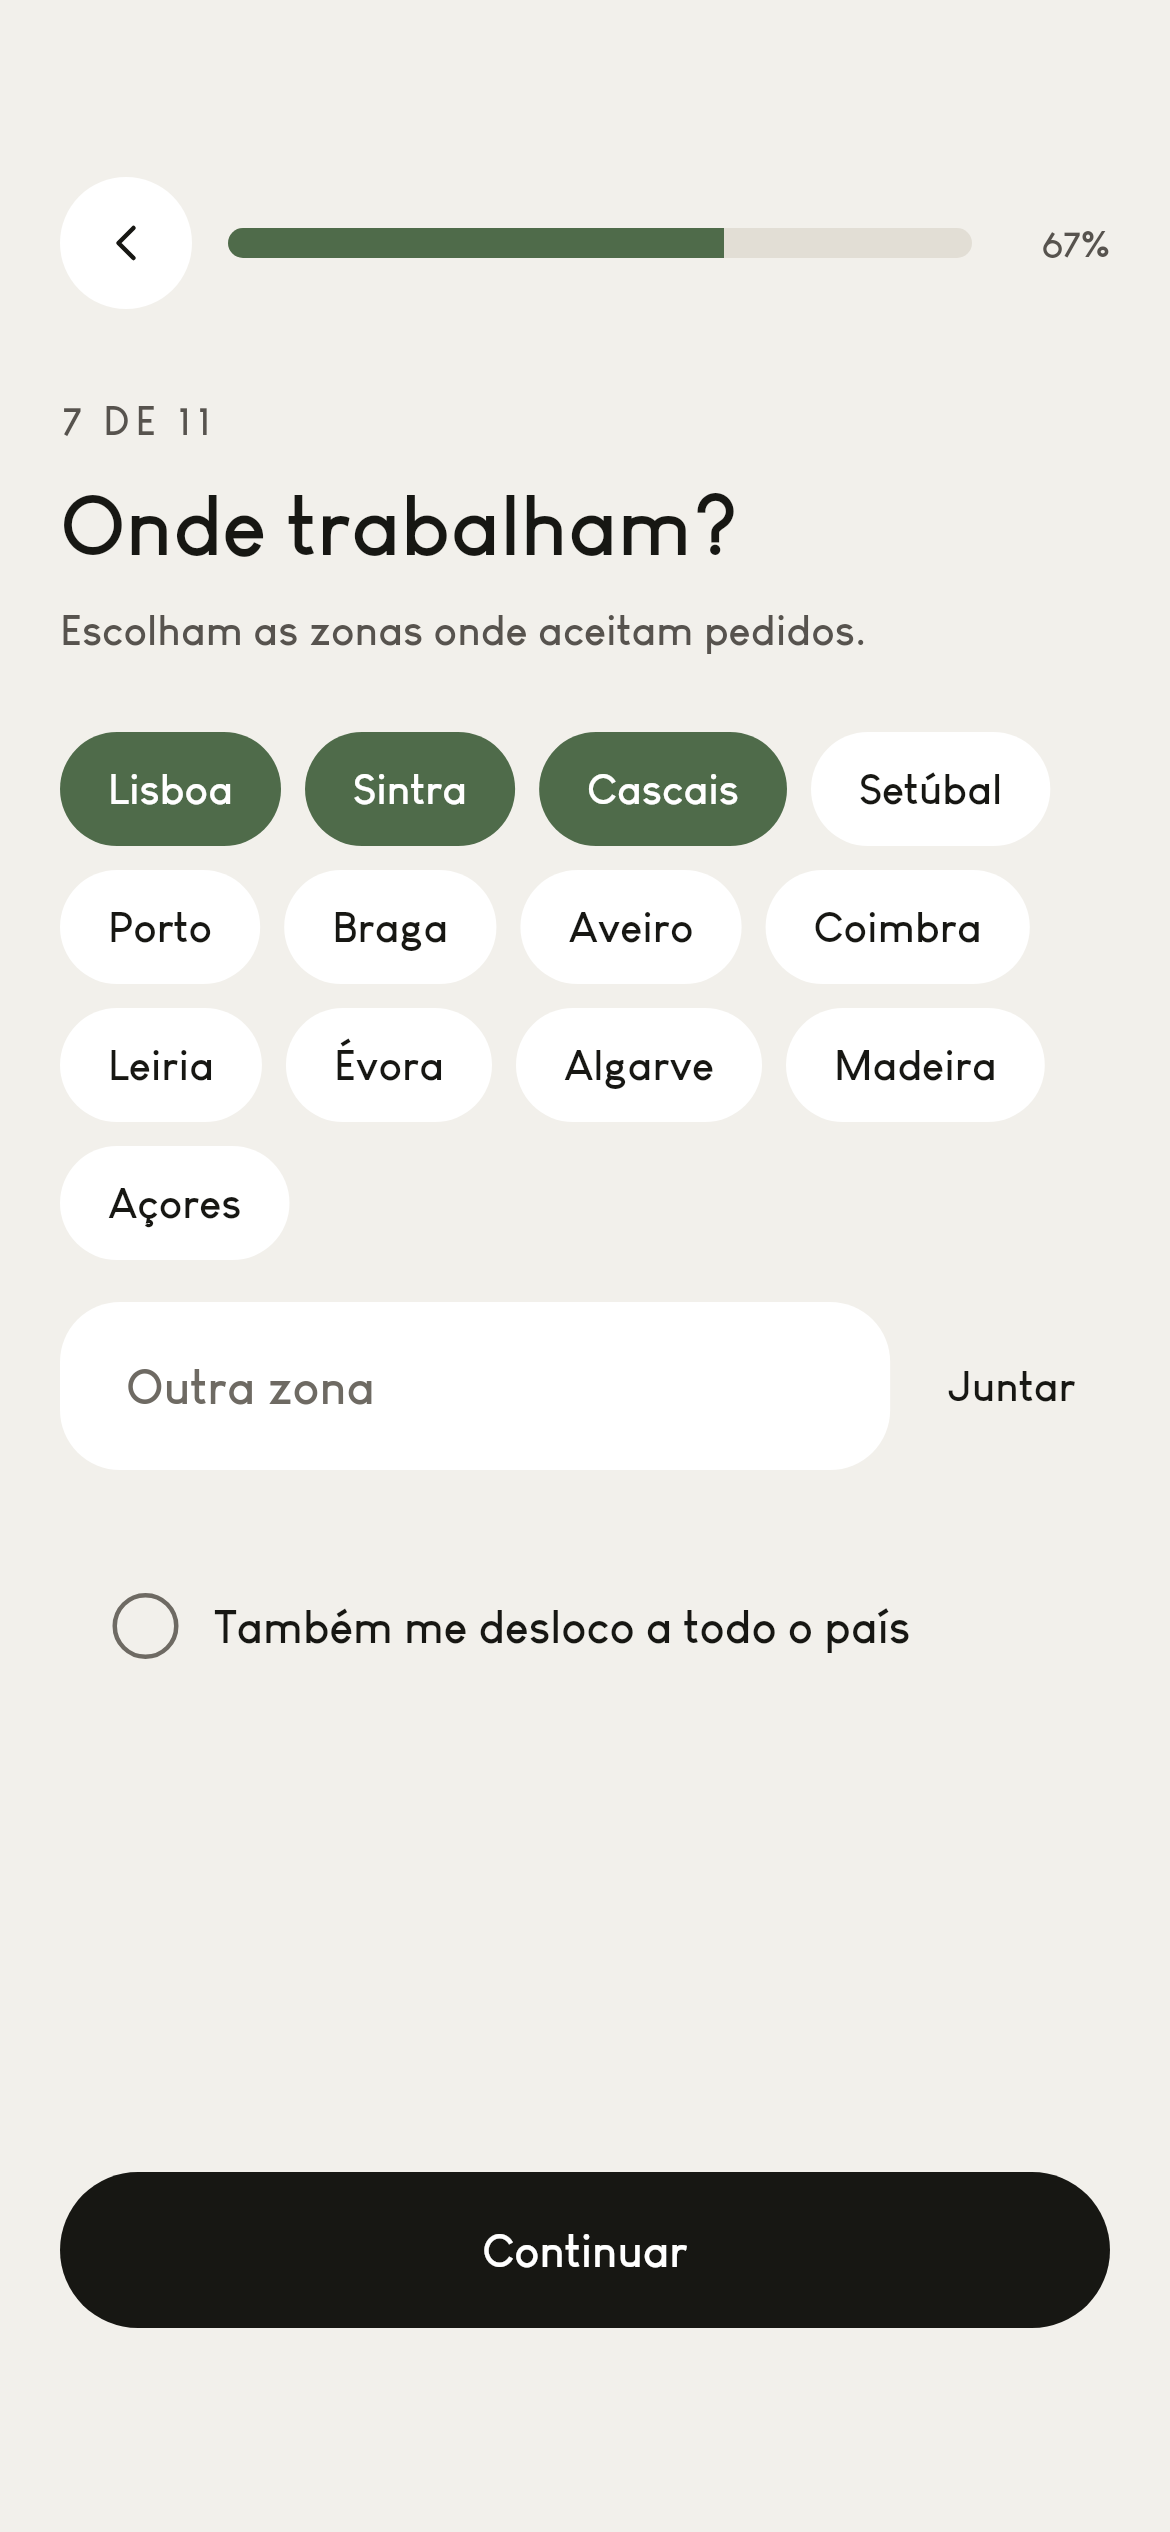 67%
7 DE 11
Onde trabalham?
Escolham as zonas onde aceitam pedidos.
Lisboa Sintra Cascais Setúbal
Porto Braga Aveiro Coimbra
Leiria Évora Algarve Madeira
Açores
Outra zona Juntar
Também me desloco a todo o país
Continuar